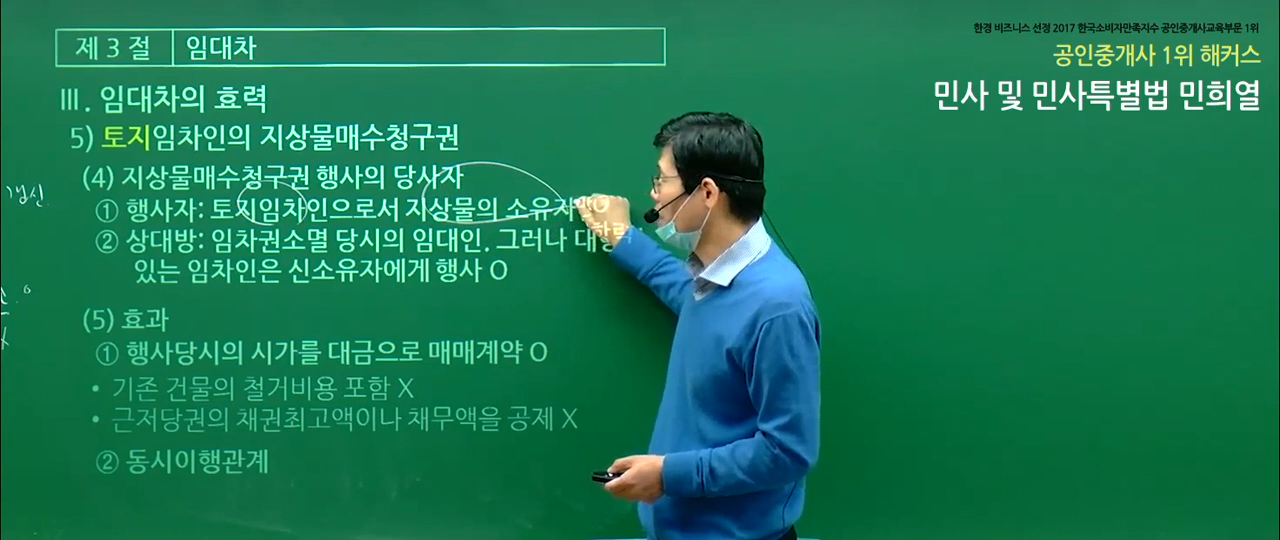 한경 비즈니스 선정 2017 한국소비자만족지수 공인중개사교육부문 1위
공인중개사 1위 해커스
민사 및 민사특별법 민희열
제 3 절 임대차
Ⅲ. 임대차의 효력
5) 토지임차인의 지상물매수청구권
(4) 지상물매수청구권 행사의 당사자
갱신.
① 행사자: 토지임차인으로서 지상물의 소유자
② 상대방: 임차권소멸 당시의 임대인. 그러나 대항력
있는 임차인은 신소유자에게 행사 O
(5) 효과
① 행사당시의 시가를 대금으로 매매계약 O
• 기존 건물의 철거비용 포함 X
• 근저당권의 채권최고액이나 채무액을 공제 X
② 동시이행관계